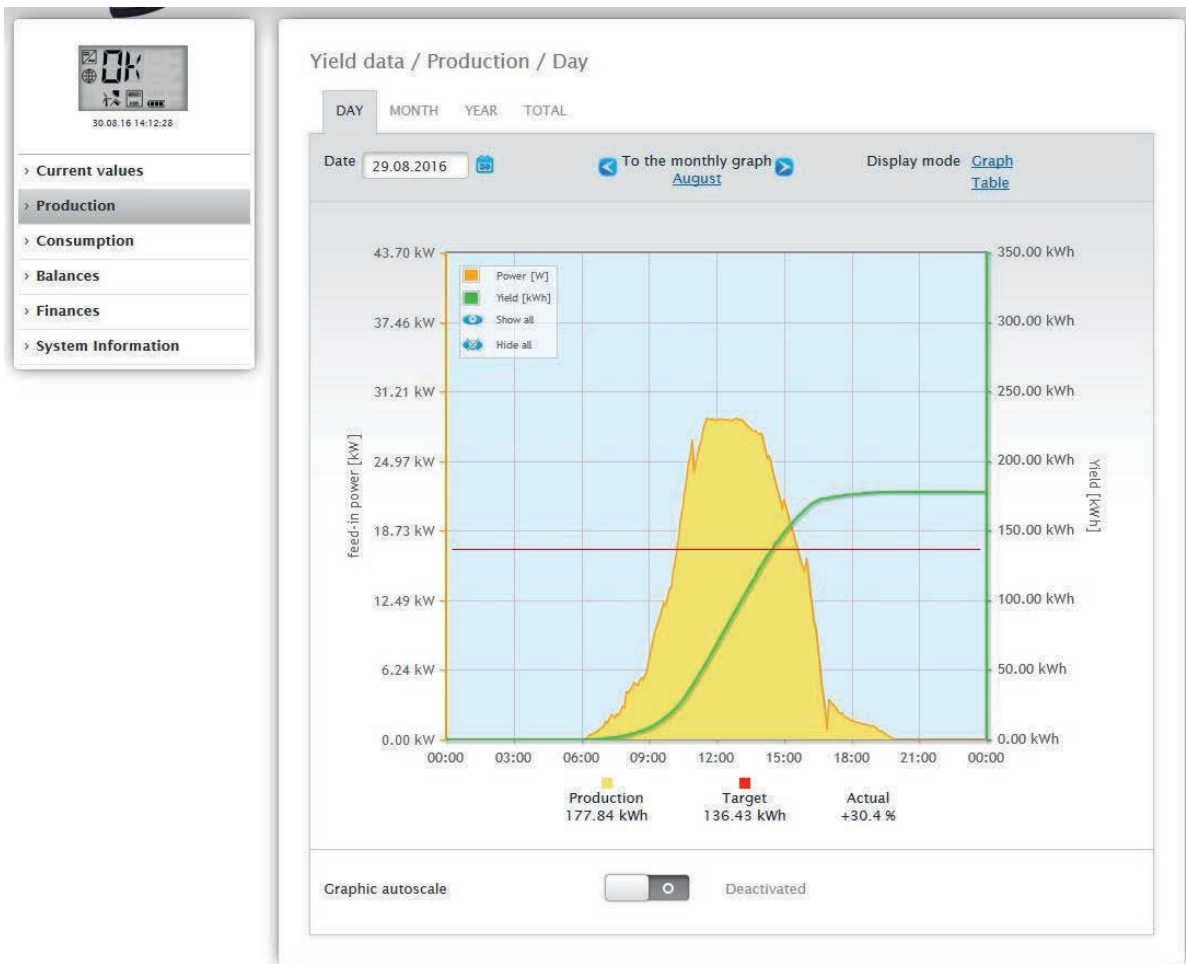 OK
30.08.16 14:12:28
› Current values
› Production
› Consumption
› Balances
› Finances
› System Information
Yield data / Production / Day
DAY MONTH YEAR TOTAL
Date 29.08.2016 To the monthly graph Display mode Graph
August Table
43.70 kW 350.00 kWh
Power [W]
Yield [kWh]
37.46 kW Show all 300.00 kWh
Hide all
31.21 kW 250.00 kWh
24.97 kW 200.00 kWh
feed-in power [kW]
Yield [kWh]
18.73 kW 150.00 kWh
12.49 kW 100.00 kWh
6.24 kW 50.00 kWh
0.00 kW 0.00 kWh
00:00 03:00 06:00 09:00 12:00 15:00 18:00 21:00 00:00
Production Target Actual
177.84 kWh 136.43 kWh +30.4 %
Graphic autoscale Deactivated